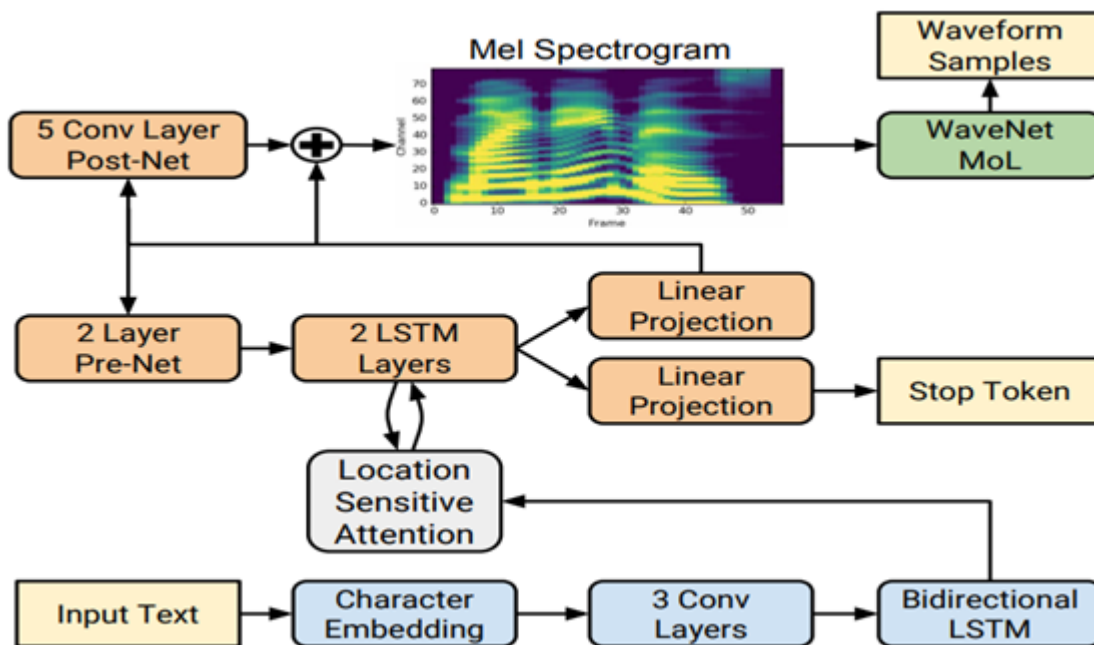 Mel Spectrogram
Waveform
Samples
5 Conv Layer
Post-Net
WaveNet
MoL
Channel
70
60
50
40
30
20
10
0
0
10
20
30
40
50
Frame
2 Layer
Pre-Net
2 LSTM
Layers
Linear
Projection
Linear
Projection
Stop Token
Location
Sensitive
Attention
Input Text
Character
Embedding
3 Conv
Layers
Bidirectional
LSTM